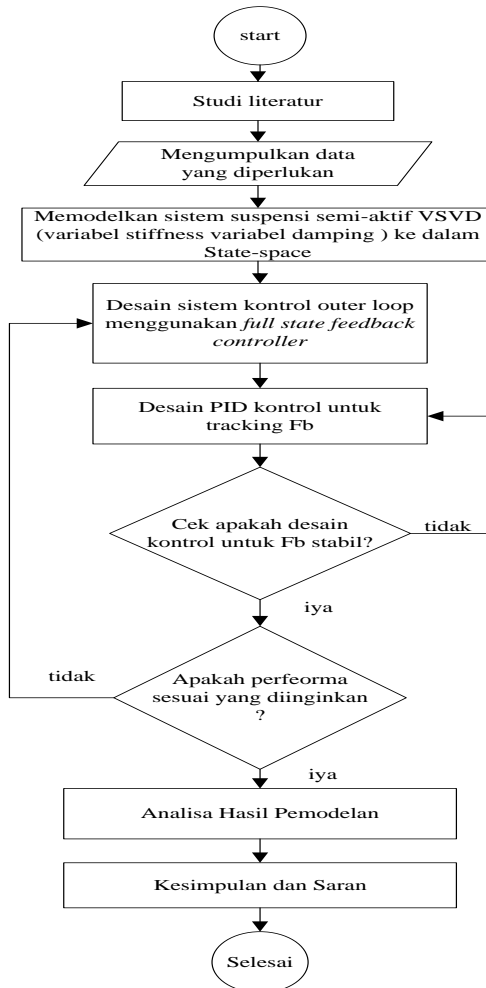 start
Studi literatur
Mengumpulkan data
yang diperlukan
Memodelkan sistem suspensi semi-aktif VSVD
(variabel stiffness variabel damping ) ke dalam
State-space
Desain sistem kontrol outer loop
menggunakan full state feedback
controller
Desain PID kontrol untuk
tracking Fb
Cek apakah desain
kontrol untuk Fb stabil?
tidak
iya
tidak
Apakah perfeorma
sesuai yang diinginkan
?
iya
Analisa Hasil Pemodelan
Kesimpulan dan Saran
Selesai